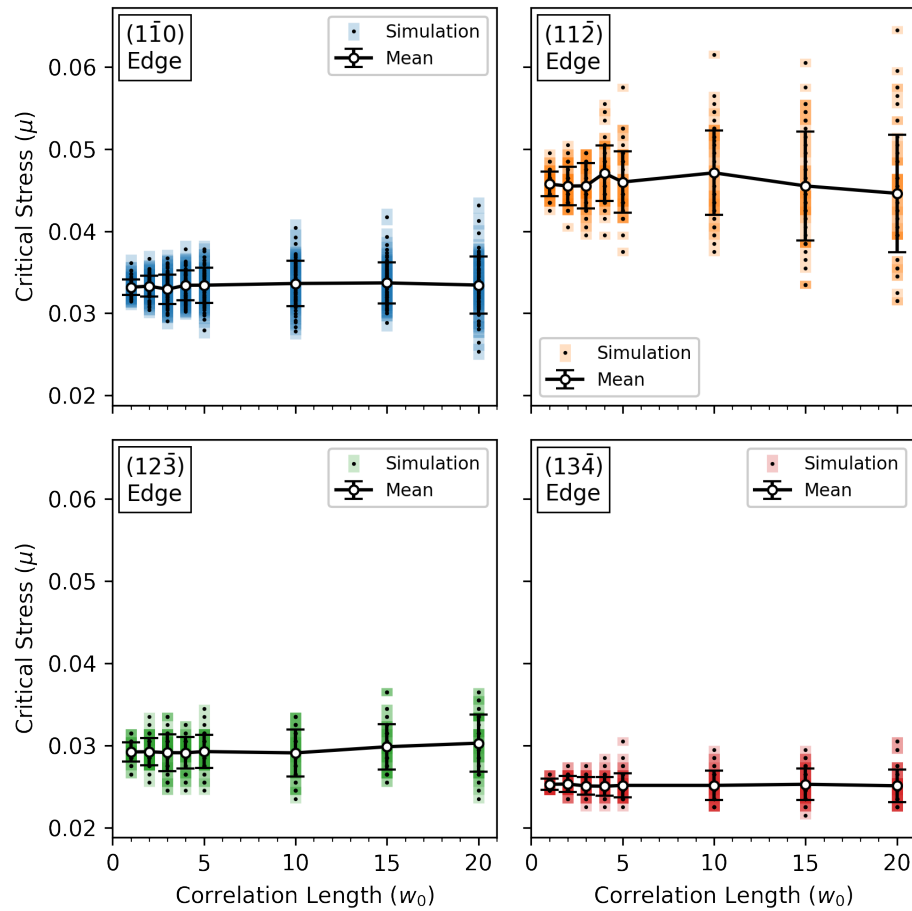 (11̄0)
Edge
Simulation
Mean
(112̄)
Edge
Simulation
Mean
0.06
0.05
0.04
0.03
0.02
Critical Stress (μ)
(123̄)
Edge
Simulation
Mean
(134̄)
Edge
Simulation
Mean
0.06
0.05
0.04
0.03
0.02
Critical Stress (μ)
0 5 10 15 20
0 5 10 15 20
Correlation Length (w₀)
Correlation Length (w₀)